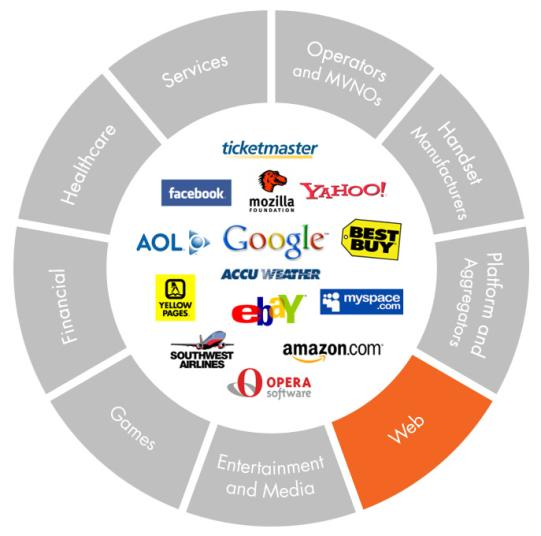 Services
Operators
and MVNOs
Handset
Manufacturers
Platform and
Aggregators
Web
Entertainment
and Media
Games
Financial
Healthcare
ticketmaster
facebook
mozilla
FOUNDATION
YAHOO!
AOL
Google
BEST
BUY
ACCU WEATHER
YELLOW
PAGES
ebaY
myspace
.com
SOUTHWEST
AIRLINES
amazon.com
OPERA
software